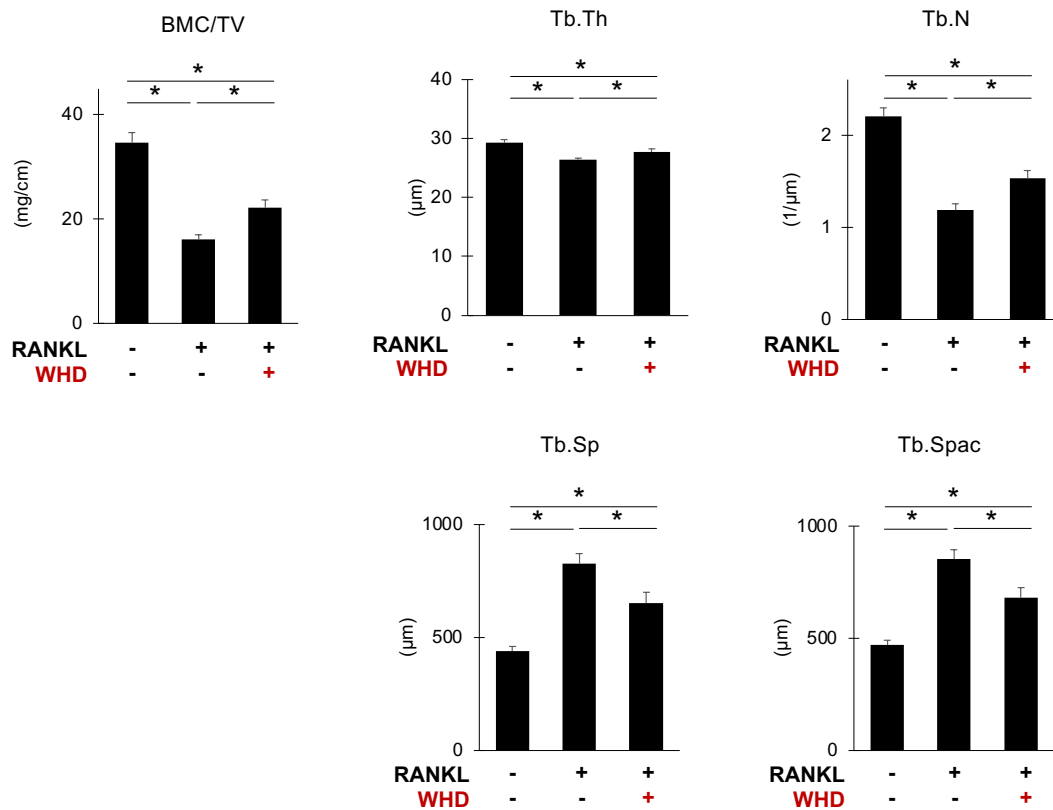 BMC/TV
*
* *
40
20
0
(mg/cm)
RANKL - + +
WHD - - +
Tb.Th
*
* *
40
30
20
10
0
(µm)
RANKL - + +
WHD - - +
Tb.N
*
* *
2
1
0
(1/µm)
RANKL - + +
WHD - - +
Tb.Sp
*
* *
1000
500
0
(µm)
RANKL - + +
WHD - - +
Tb.Spac
*
* *
1000
500
0
(µm)
RANKL - + +
WHD - - +